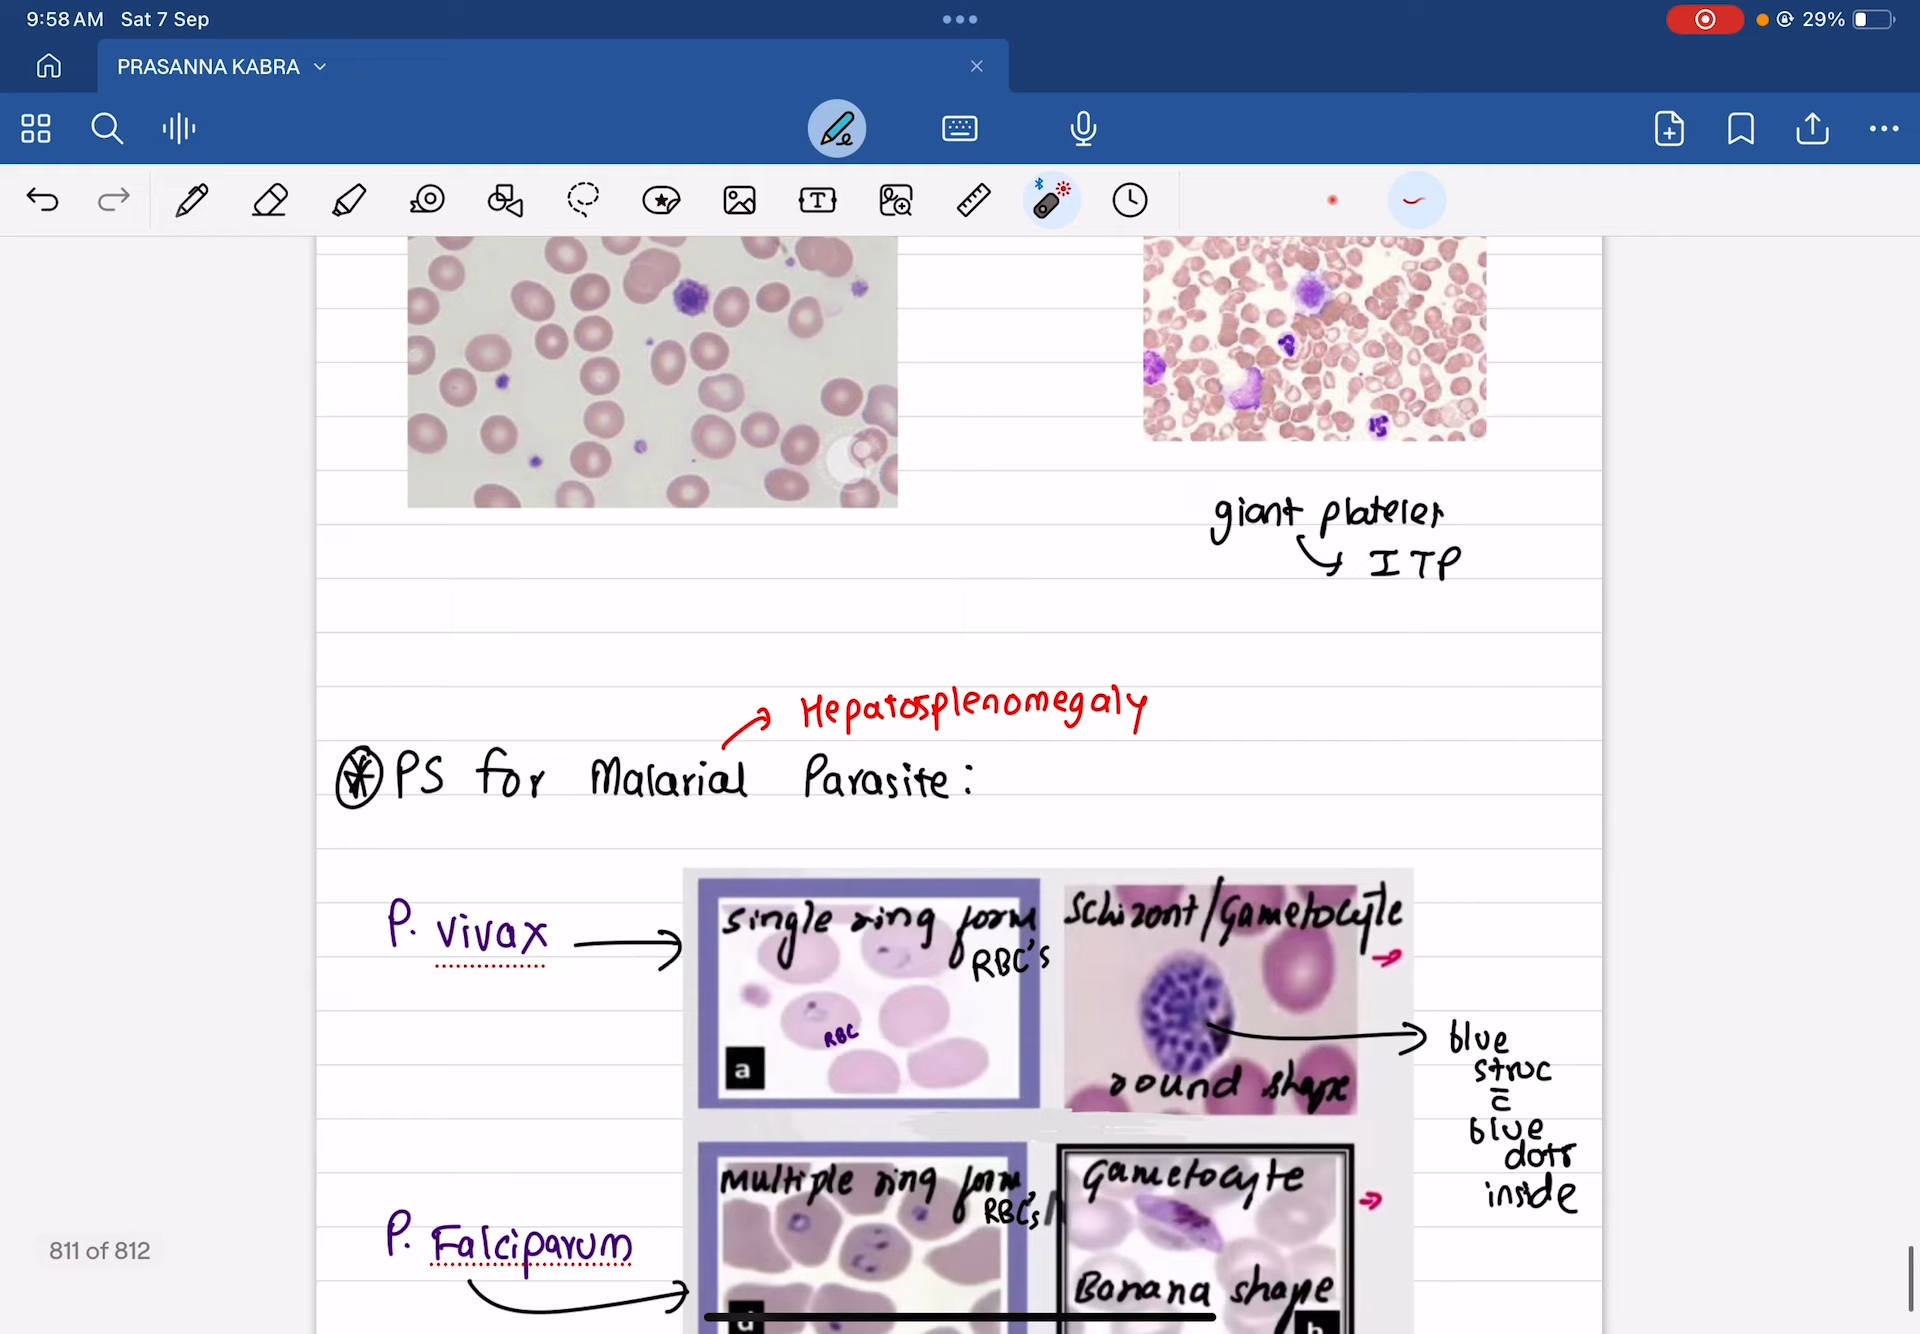 9:58 AM Sat 7 Sep
29%
PRASANNA KABRA
T
giant platelet
ITP
Hepatosplenomegaly
PS for Malarial Parasite:
P. vivax
single ring form
RBC's
RBC
a
Schizont/Gametocyte
round shape
blue
struc
c̄
blue
dots
inside
P. Falciparum
Multiple ring form
RBC's
d
Gametocyte
Banana shape
h
811 of 812